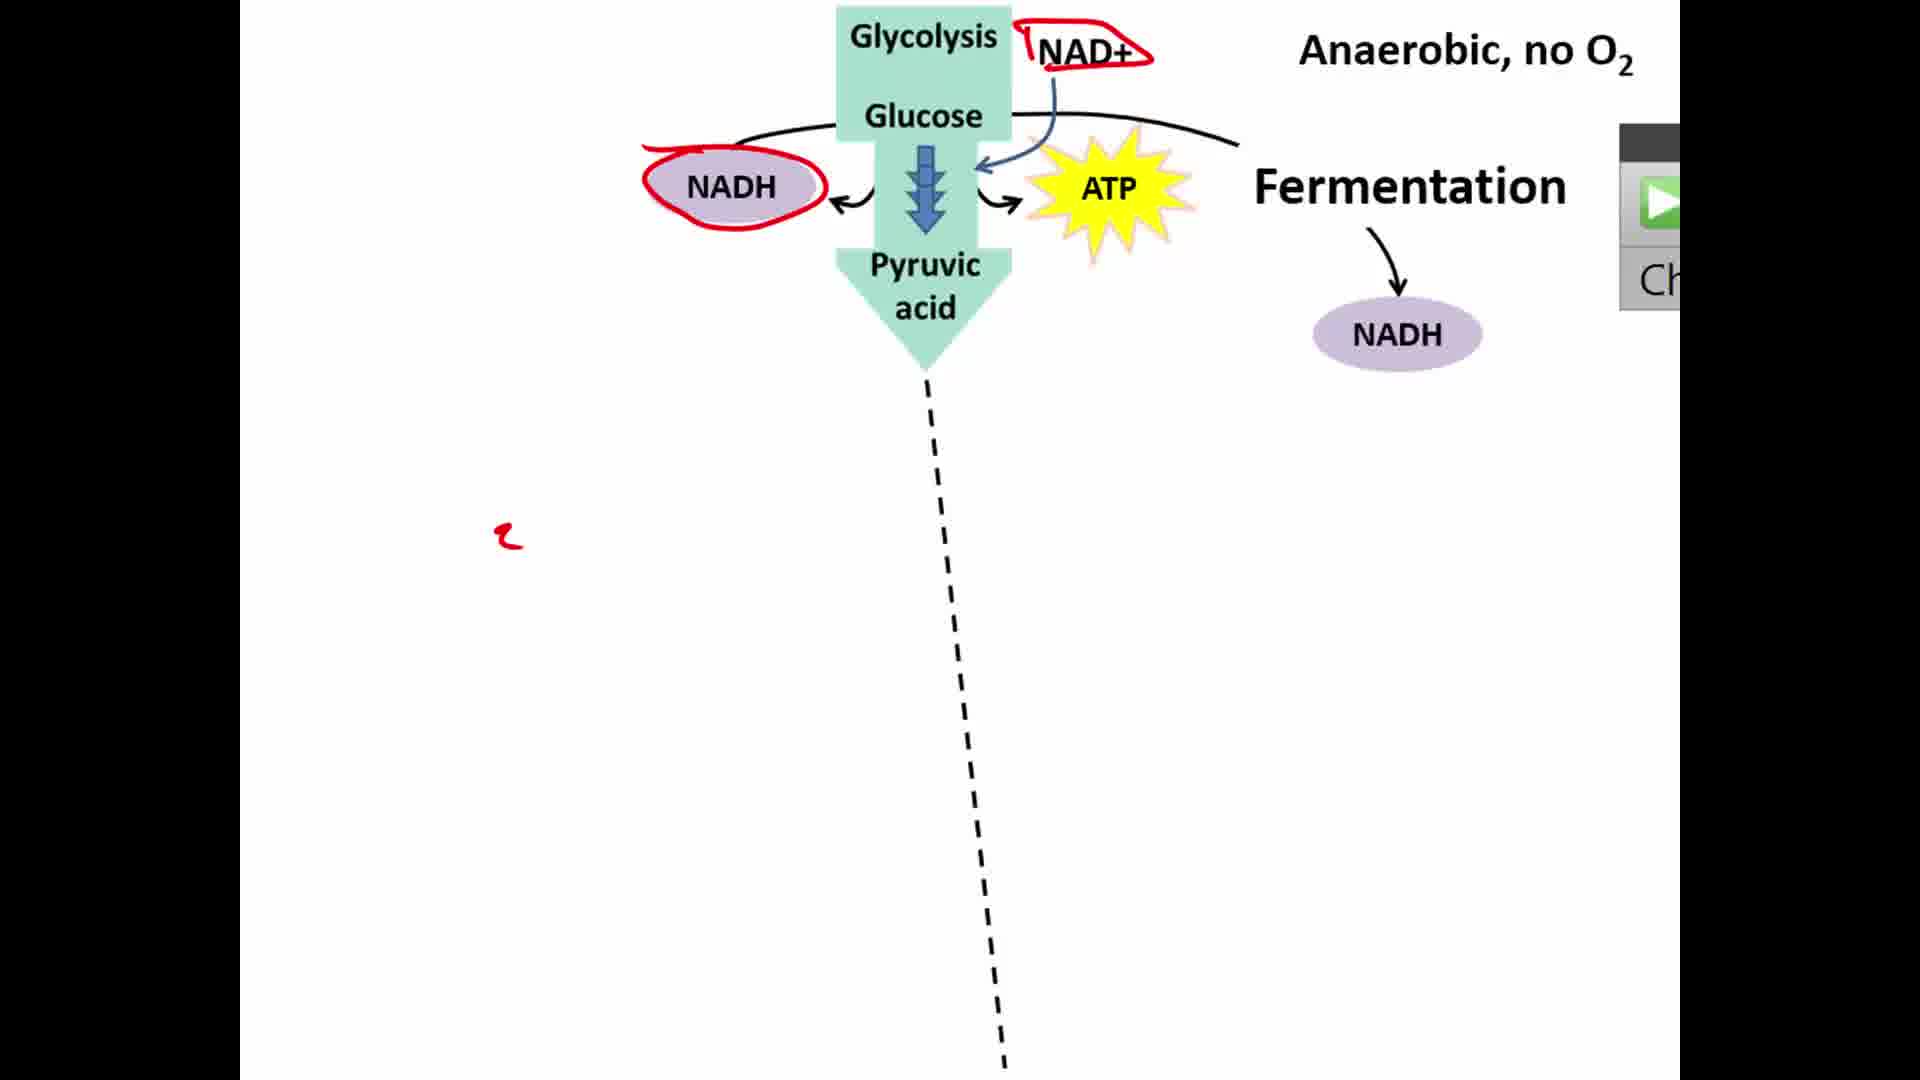 Glycolysis
NAD+
Anaerobic, no O₂
Glucose
NADH
ATP
Fermentation
Pyruvic
acid
Ch
NADH